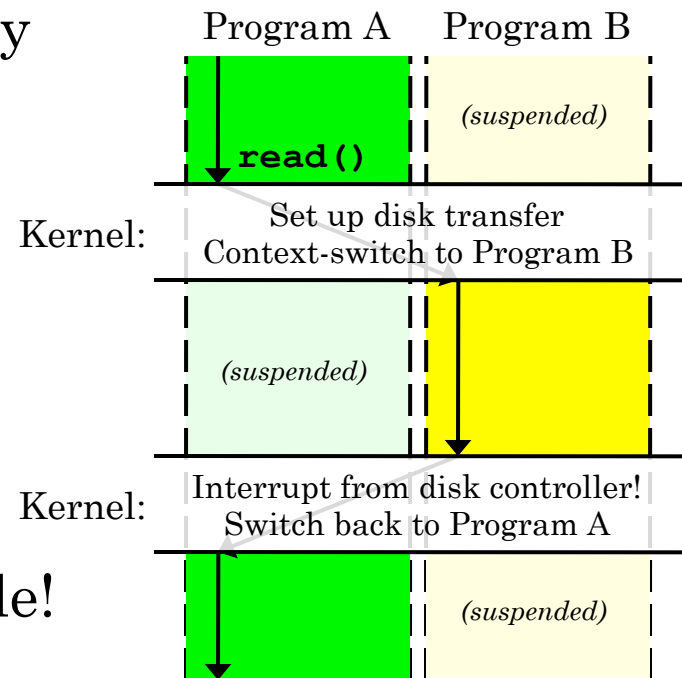 y
Program A Program B
(suspended)
read()
Kernel:
Set up disk transfer
Context-switch to Program B
(suspended)
Kernel:
Interrupt from disk controller!
Switch back to Program A
le!
(suspended)